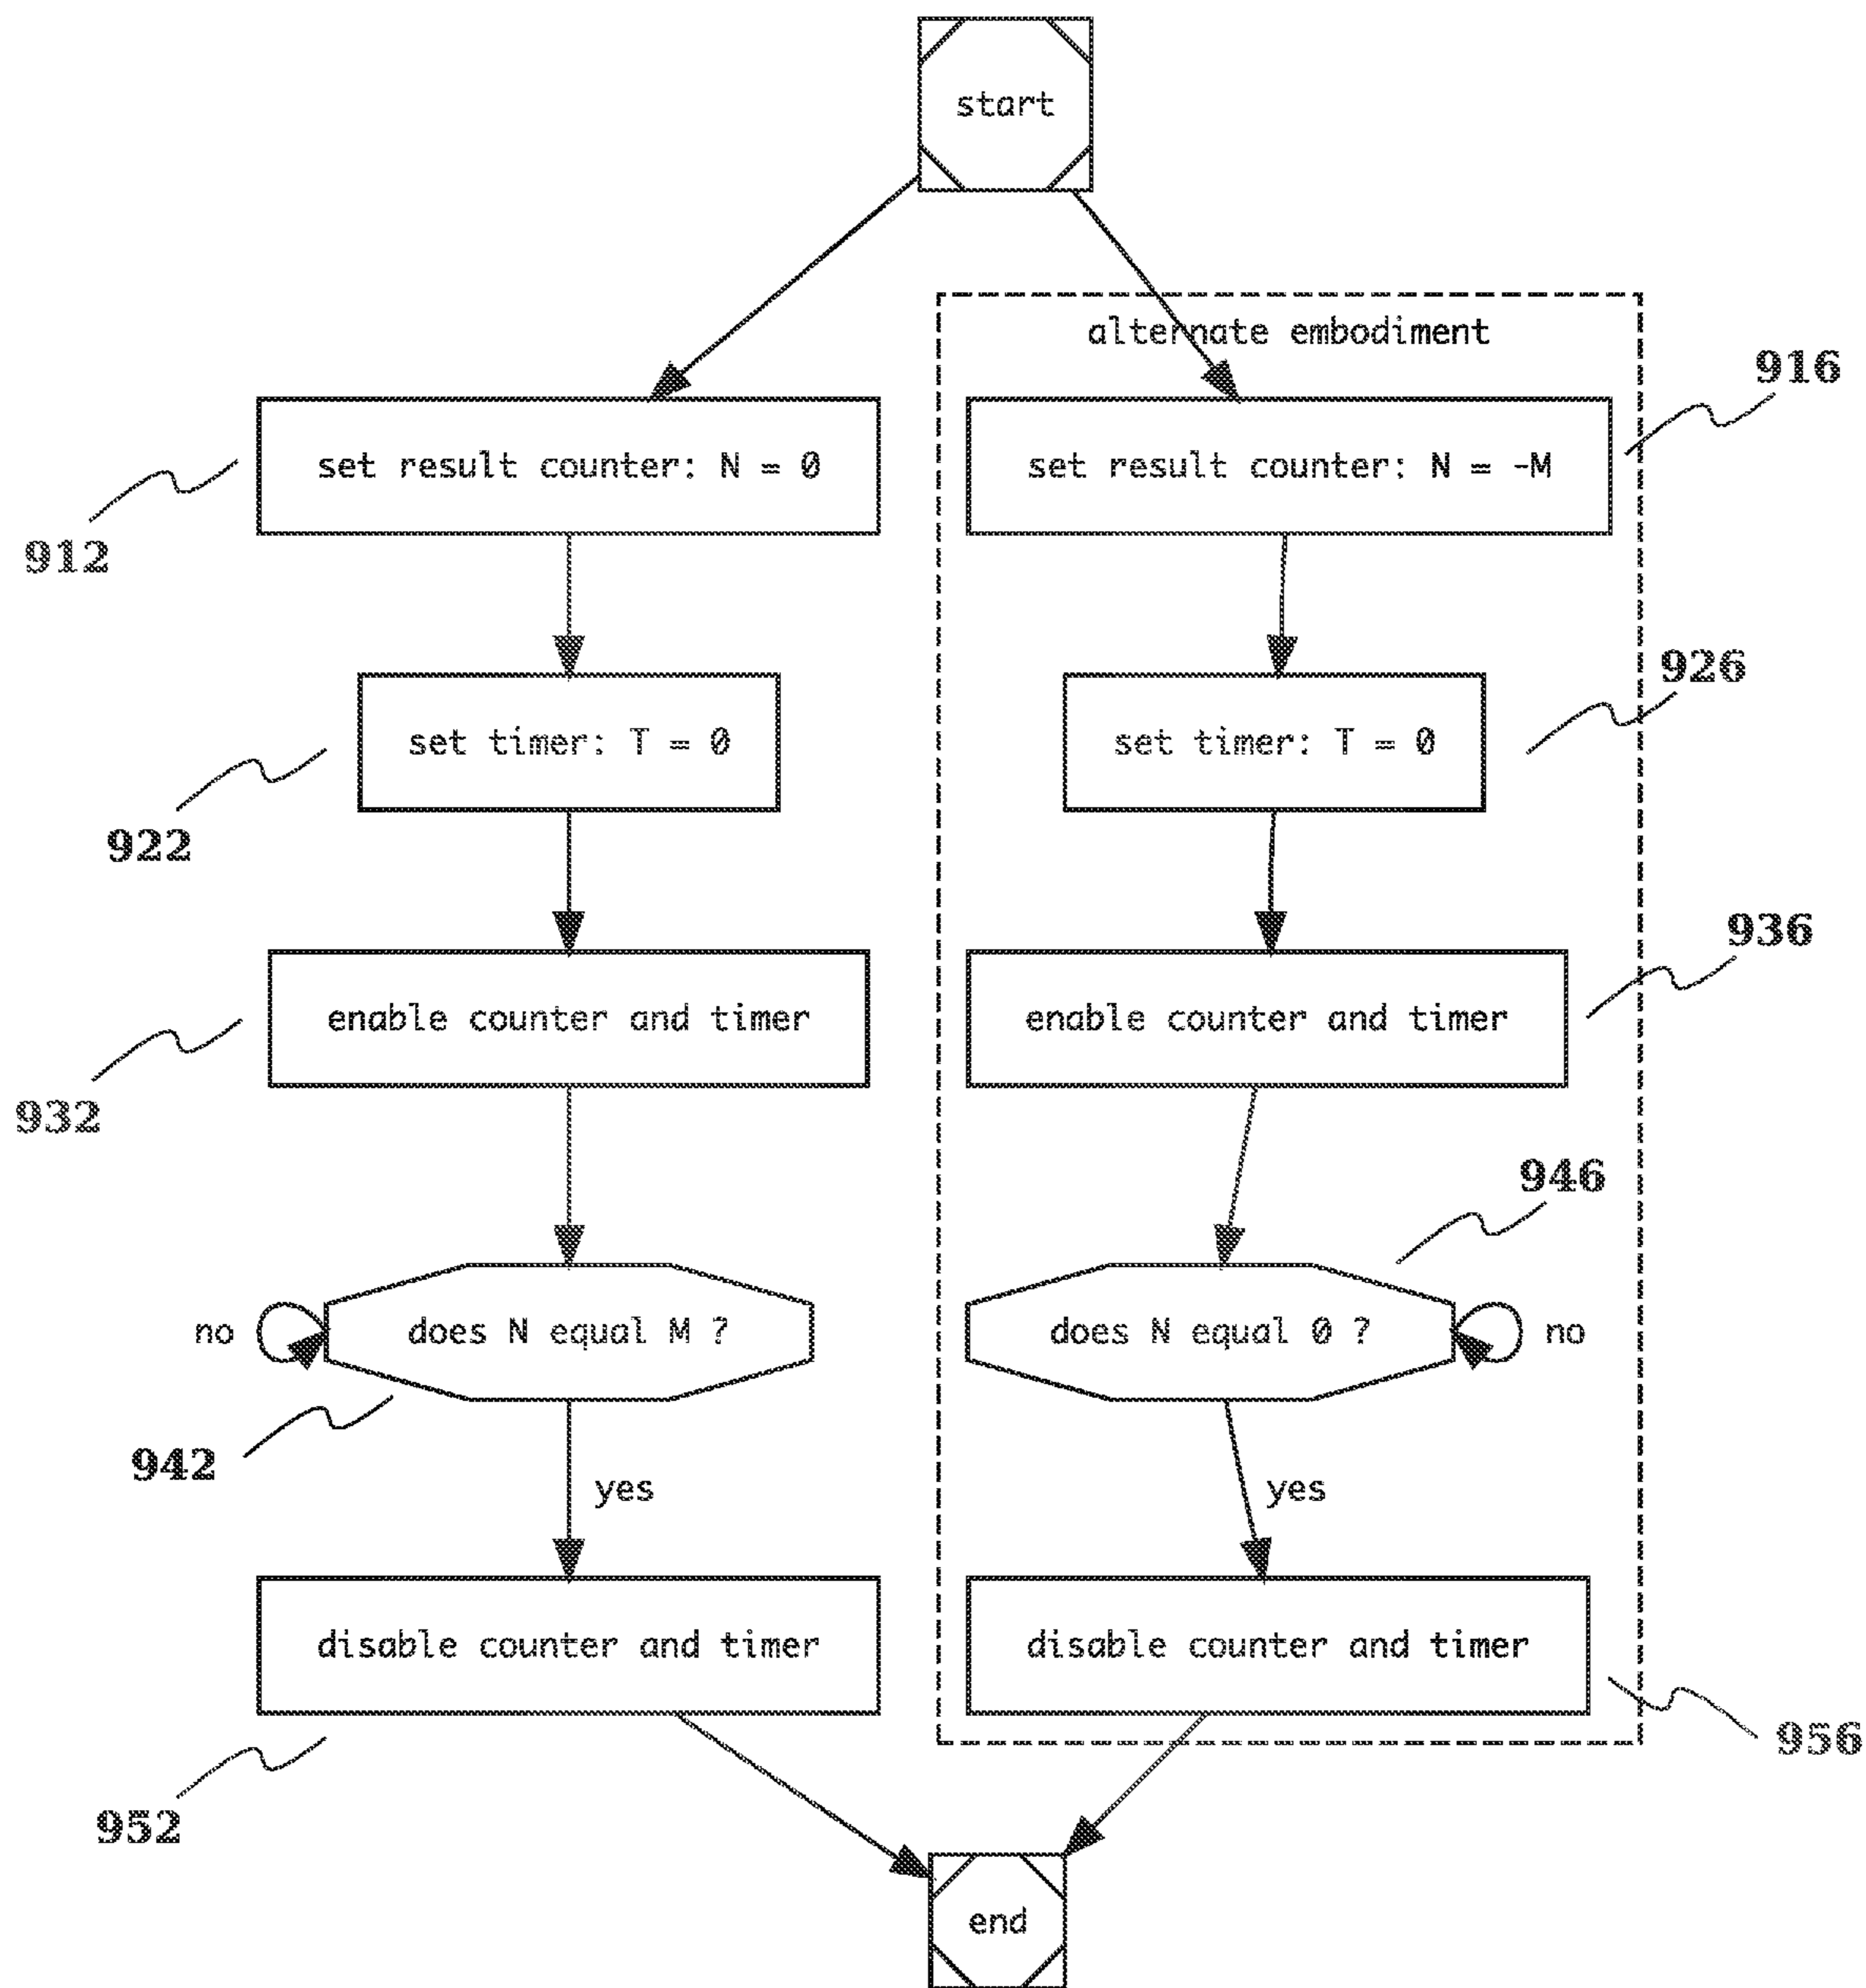 start
alternate embodiment
916
set result counter: N = 0
set result counter: N = -M
912
926
set timer: T = 0
set timer: T = 0
922
936
enable counter and timer
enable counter and timer
932
946
no
does N equal M ?
does N equal 0 ?
no
942
yes
yes
disable counter and timer
disable counter and timer
956
952
end